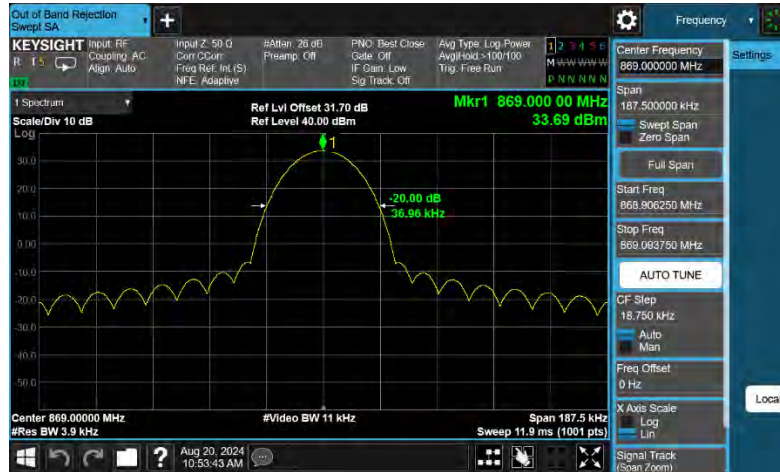 Out of Band Rejection
Swept SA
Frequency
KEYSIGHT
Input: RF
Coupling: AC
Align: Auto
Input Z: 50 Ω
Corr CCorr
Freq Ref: Int (S)
NFE: Adaptive
#Atten: 26 dB
Preamp: Off
PNO: Best Close
Gate: Off
IF Gain: Low
Sig Track: Off
Avg Type: Log-Power
Avg|Hold:>100/100
Trig: Free Run
1 2 3 4 5 6
M W W W W W
P N N N N N
1 Spectrum
Scale/Div 10 dB
Log
Ref Lvl Offset 31.70 dB
Ref Level 40.00 dBm
Mkr1 869.000 00 MHz
33.69 dBm
1
30.0
20.0
10.0
0.00
-10.0
-20.0
-30.0
-40.0
-50.0
-20.00 dB
36.96 kHz
Center 869.00000 MHz
#Res BW 3.9 kHz
#Video BW 11 kHz
Span 187.5 kHz
Sweep 11.9 ms (1001 pts)
?
Aug 20, 2024
10:53:43 AM
Center Frequency
869.000000 MHz
Span
187.500000 kHz
Swept Span
Zero Span
Full Span
Start Freq
868.906250 MHz
Stop Freq
869.093750 MHz
AUTO TUNE
CF Step
18.750 kHz
Auto
Man
Freq Offset
0 Hz
X Axis Scale
Log
Lin
Signal Track
(Span Zoom)
Settings
Local